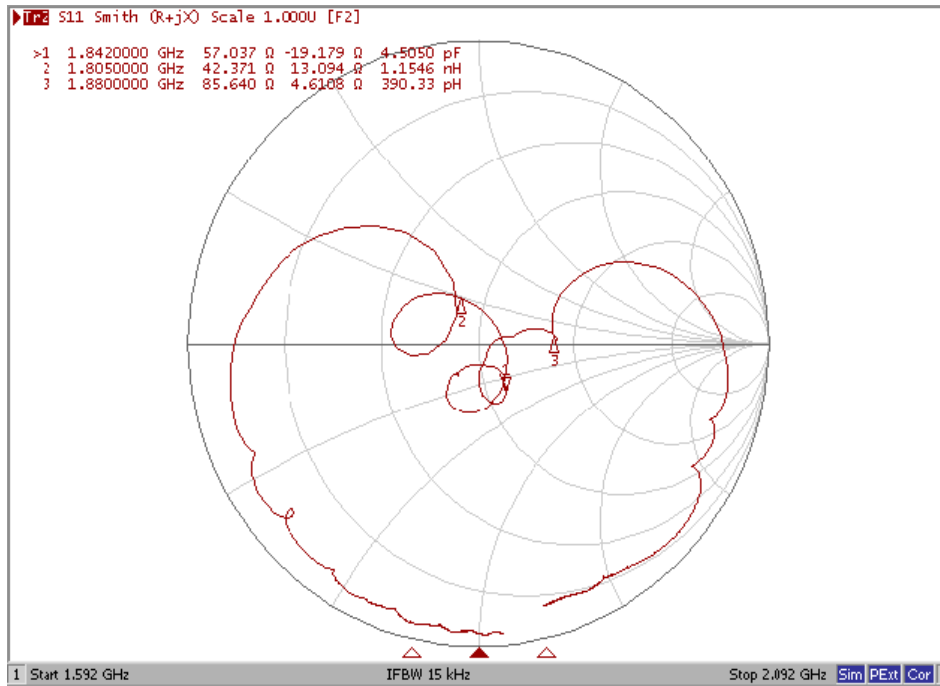 Tr2 S11 Smith (R+jX) Scale 1.000U [F2]
>1 1.8420000 GHz 57.037 Ω -19.179 Ω 4.5050 pF
2 1.8050000 GHz 42.371 Ω 13.094 Ω 1.1546 nH
3 1.8800000 GHz 85.640 Ω 4.6108 Ω 390.33 pH
2
1
3
1 Start 1.592 GHz IFBW 15 kHz Stop 2.092 GHz Sim PExt Cor